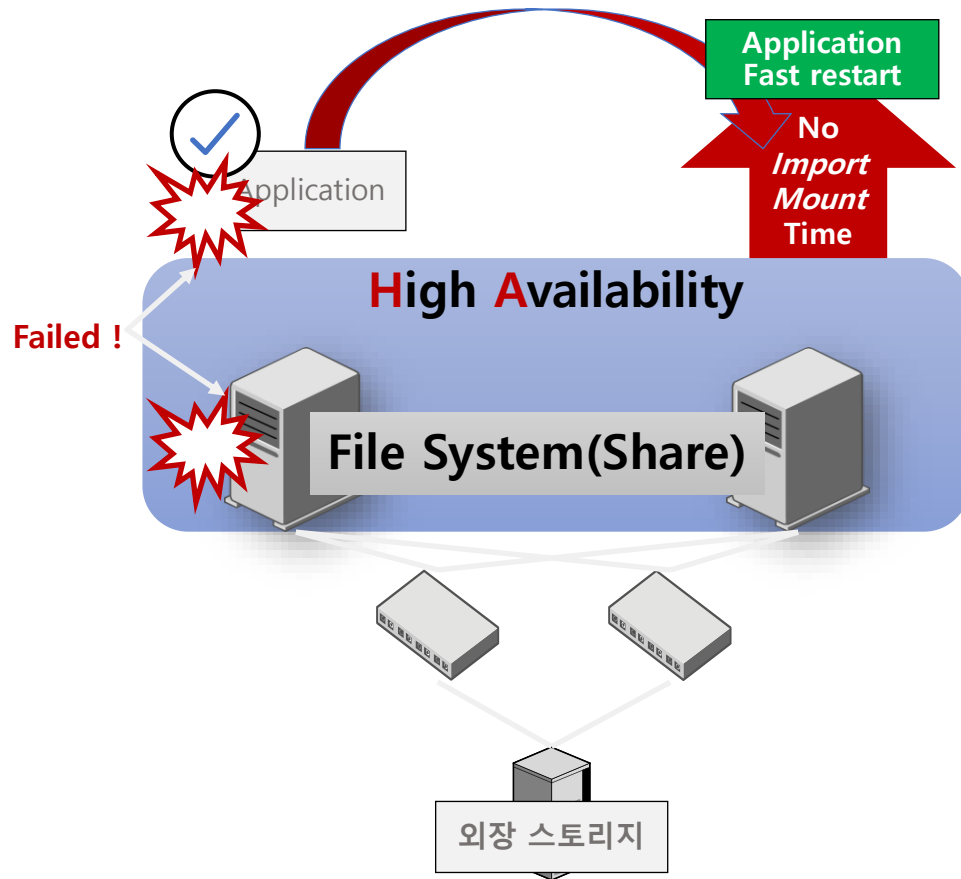 Application
Fast restart
No
Import
Mount
Time
Application
High Availability
Failed !
File System(Share)
외장 스토리지